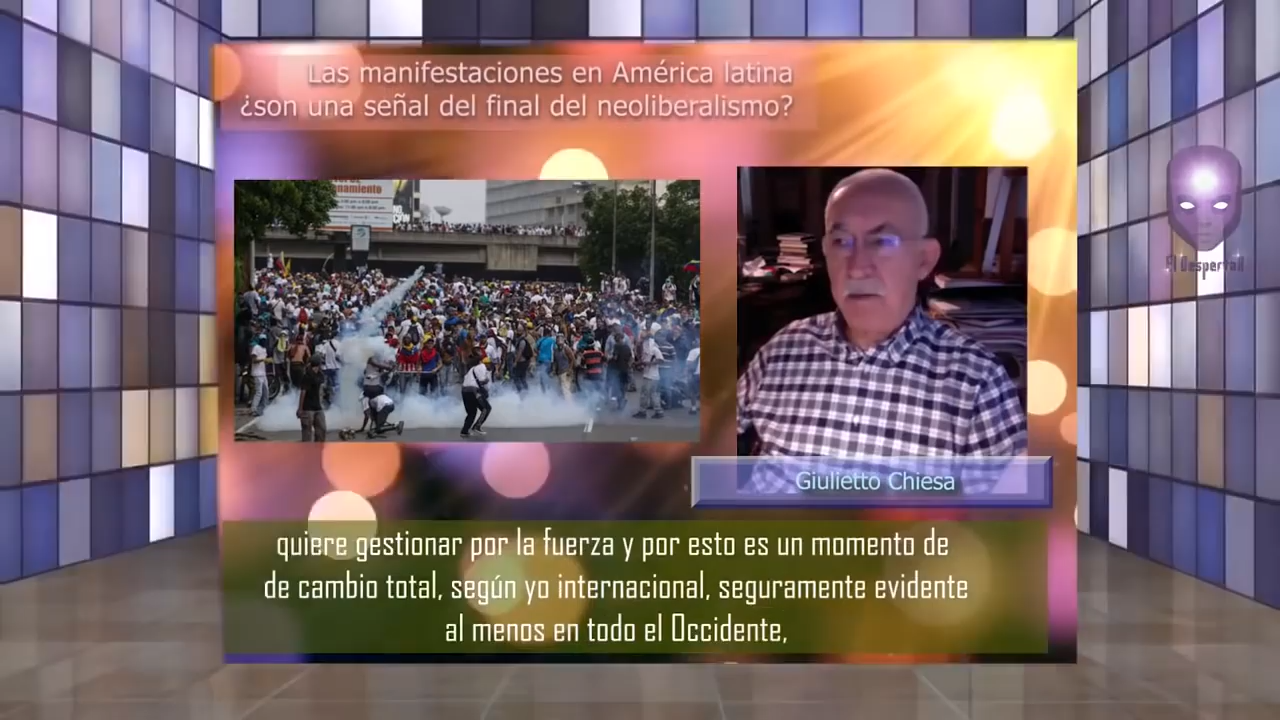 Las manifestaciones en América latina
¿son una señal del final del neoliberalismo?
El Despertar
Giulietto Chiesa
quiere gestionar por la fuerza y por esto es un momento de
de cambio total, según yo internacional, seguramente evidente
al menos en todo el Occidente,